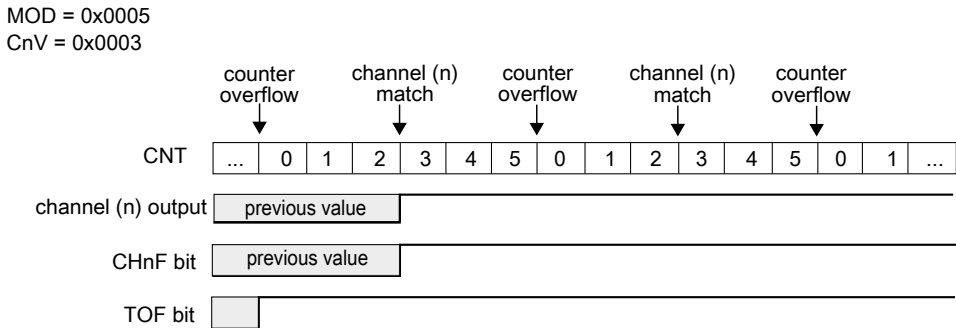 MOD = 0x0005
CnV = 0x0003
counter overflow channel (n) match counter overflow channel (n) match counter overflow
CNT ... 0 1 2 3 4 5 0 1 2 3 4 5 0 1 ...
channel (n) output previous value
CHnF bit previous value
TOF bit